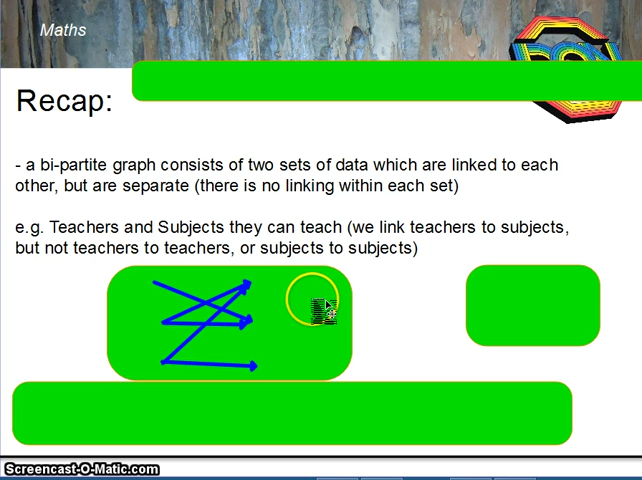 Maths
DON
Recap:
- a bi-partite graph consists of two sets of data which are linked to each
other, but are separate (there is no linking within each set)
e.g. Teachers and Subjects they can teach (we link teachers to subjects,
but not teachers to teachers, or subjects to subjects)
Screencast-O-Matic.com